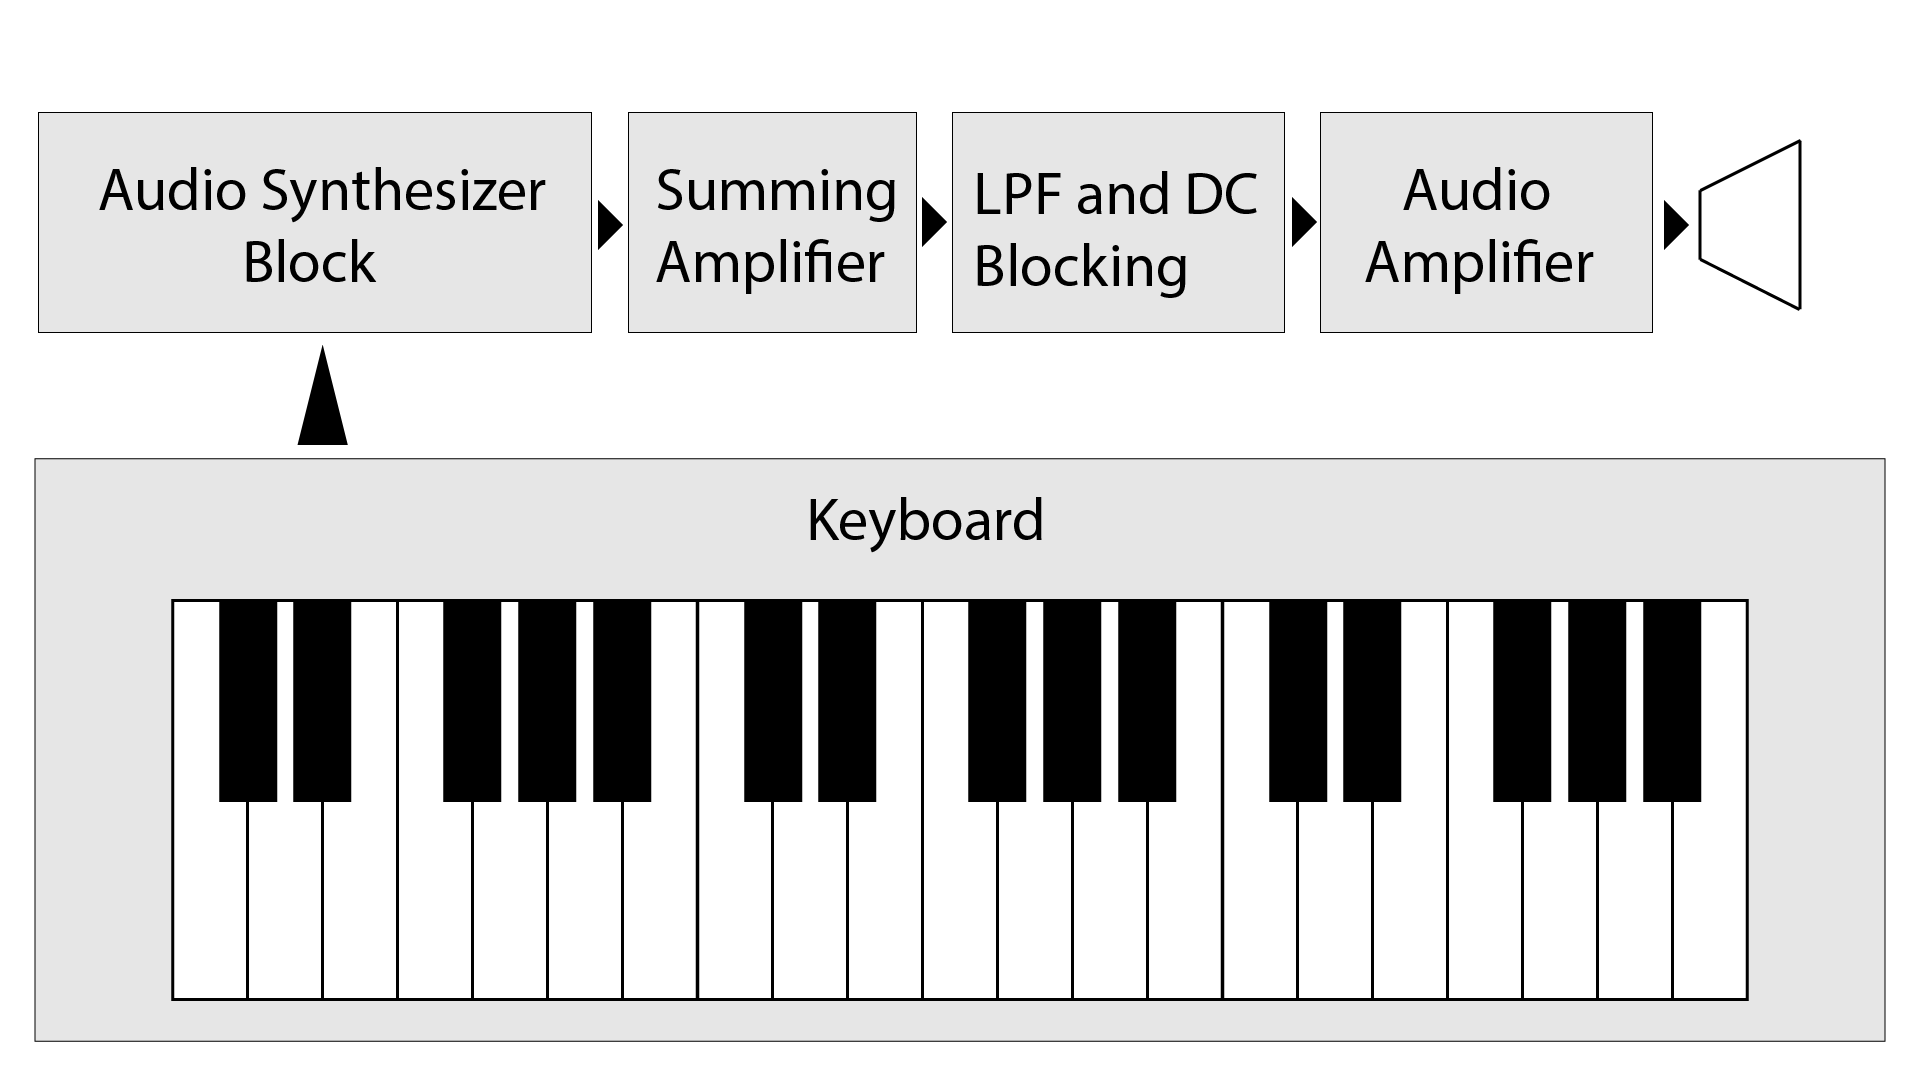 Audio Synthesizer
Block
Summing
Amplifier
LPF and DC
Blocking
Audio
Amplifier
Keyboard